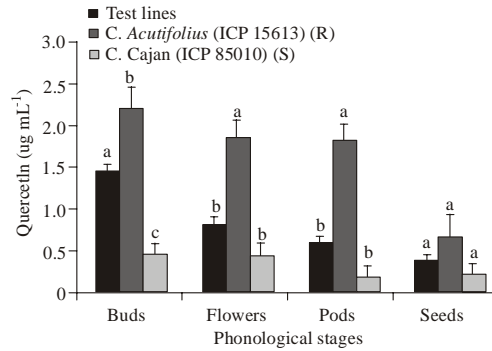 Test lines
C. Acutifolius (ICP 15613) (R)
C. Cajan (ICP 85010) (S)
Quercetln (ug mL-1)
3.0
2.5
2.0
1.5
1.0
0.5
0
a
b
c
b
a
b
b
a
b
a
a
a
Buds
Flowers
Pods
Seeds
Phonological stages